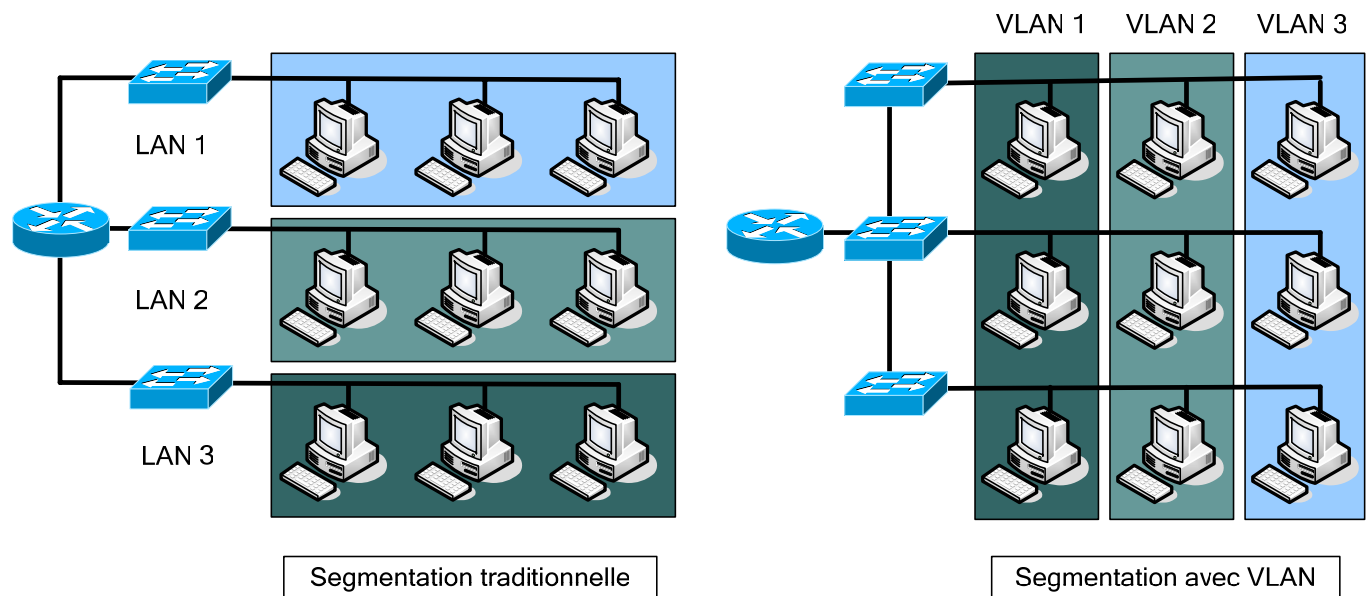 VLAN 1
VLAN 2
VLAN 3
LAN 1
LAN 2
LAN 3
Segmentation traditionnelle
Segmentation avec VLAN